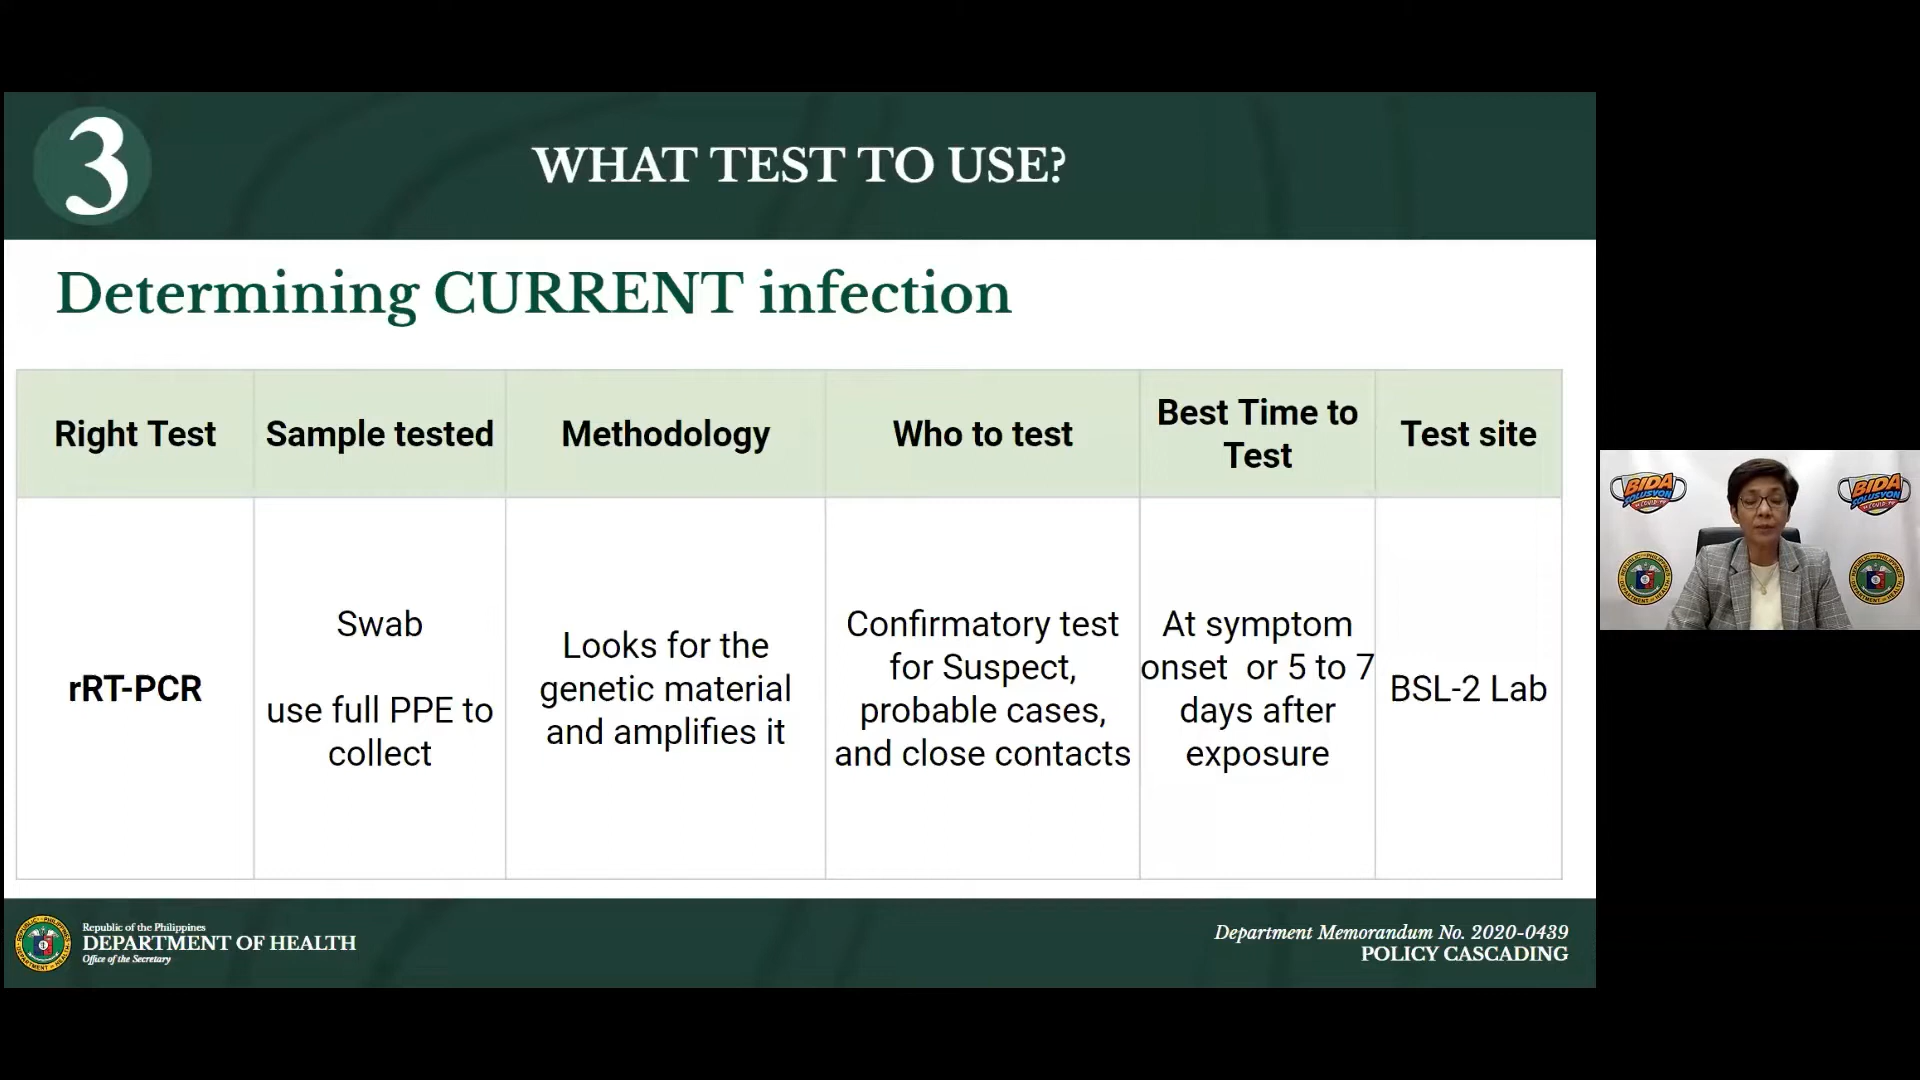 3
WHAT TEST TO USE?
Determining CURRENT infection
Right Test
Sample tested
Methodology
Who to test
Best Time to
Test
Test site
rRT-PCR
Swab
use full PPE to
collect
Looks for the
genetic material
and amplifies it
Confirmatory test
for Suspect,
probable cases,
and close contacts
At symptom
onset or 5 to 7
days after
exposure
BSL-2 Lab
Republic of the Philippines
DEPARTMENT OF HEALTH
Office of the Secretary
Department Memorandum No. 2020-0439
POLICY CASCADING
BIDA
SOLUSYON
BIDA
SOLUSYON